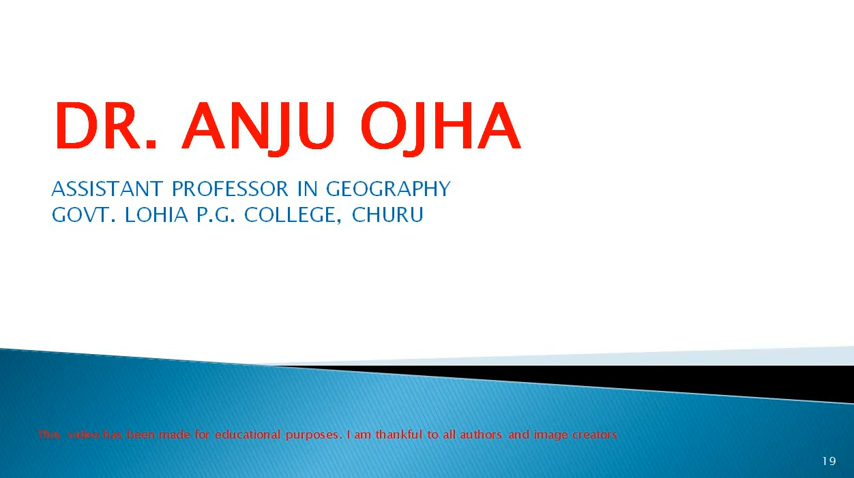 DR. ANJU OJHA
ASSISTANT PROFESSOR IN GEOGRAPHY
GOVT. LOHIA P.G. COLLEGE, CHURU
This video has been made for educational purposes. I am thankful to all authors and image creators
19